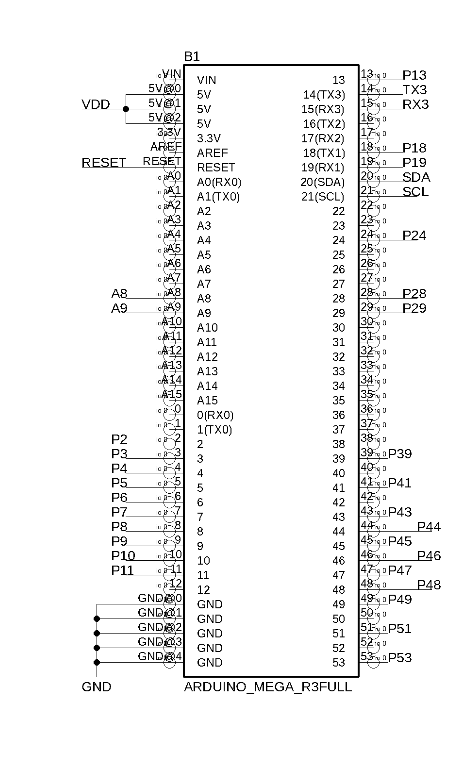 B1
VIN VIN 13 13 P13
5V@0 5V 14(TX3) 14 TX3
VDD 5V@1 5V 15(RX3) 15 RX3
5V@2 5V 16(TX2) 16
3.3V 3.3V 17(RX2) 17
AREF AREF 18(TX1) 18 P18
RESET RESET RESET 19(RX1) 19 P19
A0 A0(RX0) 20(SDA) 20 SDA
A1 A1(TX0) 21(SCL) 21 SCL
A2 A2 22 22
A3 A3 23 23
A4 A4 24 24 P24
A5 A5 25 25
A6 A6 26 26
A7 A7 27 27
A8 A8 A8 28 28 P28
A9 A9 A9 29 29 P29
A10 A10 30 30
A11 A11 31 31
A12 A12 32 32
A13 A13 33 33
A14 A14 34 34
A15 A15 35 35
0 0(RX0) 36 36
1 1(TX0) 37 37
P2 2 2 38 38
P3 3 3 39 39 P39
P4 4 4 40 40
P5 5 5 41 41 P41
P6 6 6 42 42
P7 7 7 43 43 P43
P8 8 8 44 44 P44
P9 9 9 45 45 P45
P10 10 10 46 46 P46
P11 11 11 47 47 P47
12 12 48 48 P48
GND@0 GND 49 49 P49
GND@1 GND 50 50
GND@2 GND 51 51 P51
GND@3 GND 52 52
GND@4 GND 53 53 P53
GND ARDUINO_MEGA_R3FULL